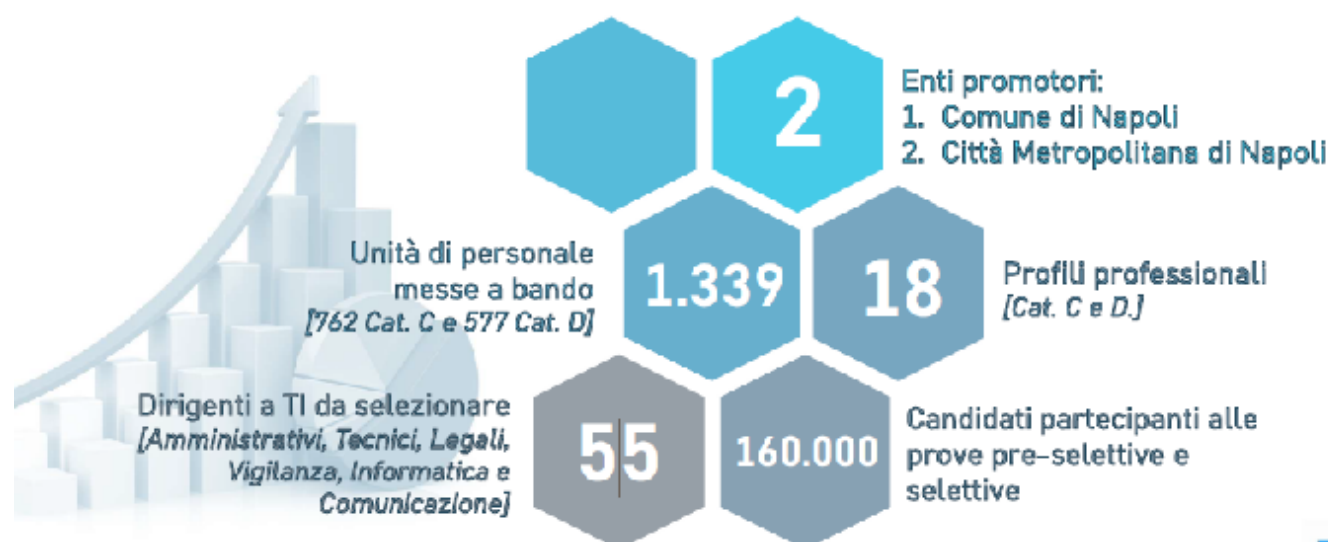 2
Enti promotori:
1. Comune di Napoli
2. Città Metropolitana di Napoli
Unità di personale
messe a bando
[762 Cat. C e 577 Cat. D]
1.339
18
Profili professionali
[Cat. C e D.]
Dirigenti a TI da selezionare
[Amministrativi, Tecnici, Legali,
Vigilanza, Informatica e
Comunicazione]
55
160.000
Candidati partecipanti alle
prove pre-selettive e
selettive